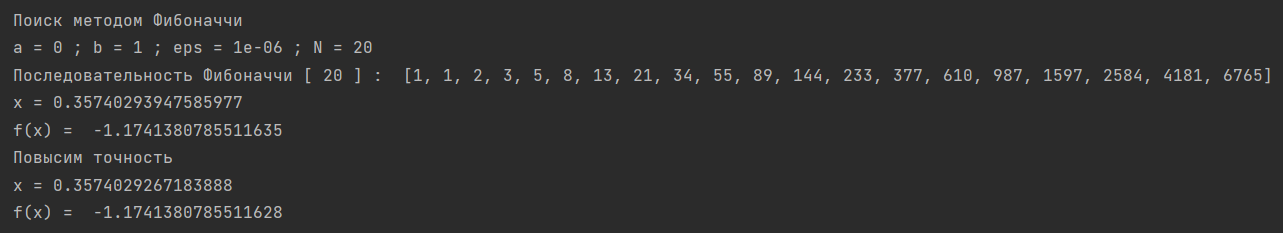 Поиск методом Фибоначчи
a = 0 ; b = 1 ; eps = 1e-06 ; N = 20
Последовательность Фибоначчи [ 20 ] :  [1, 1, 2, 3, 5, 8, 13, 21, 34, 55, 89, 144, 233, 377, 610, 987, 1597, 2584, 4181, 6765]
x = 0.35740293947585977
f(x) =  -1.1741380785511635
Повысим точность
x = 0.3574029267183888
f(x) =  -1.1741380785511628